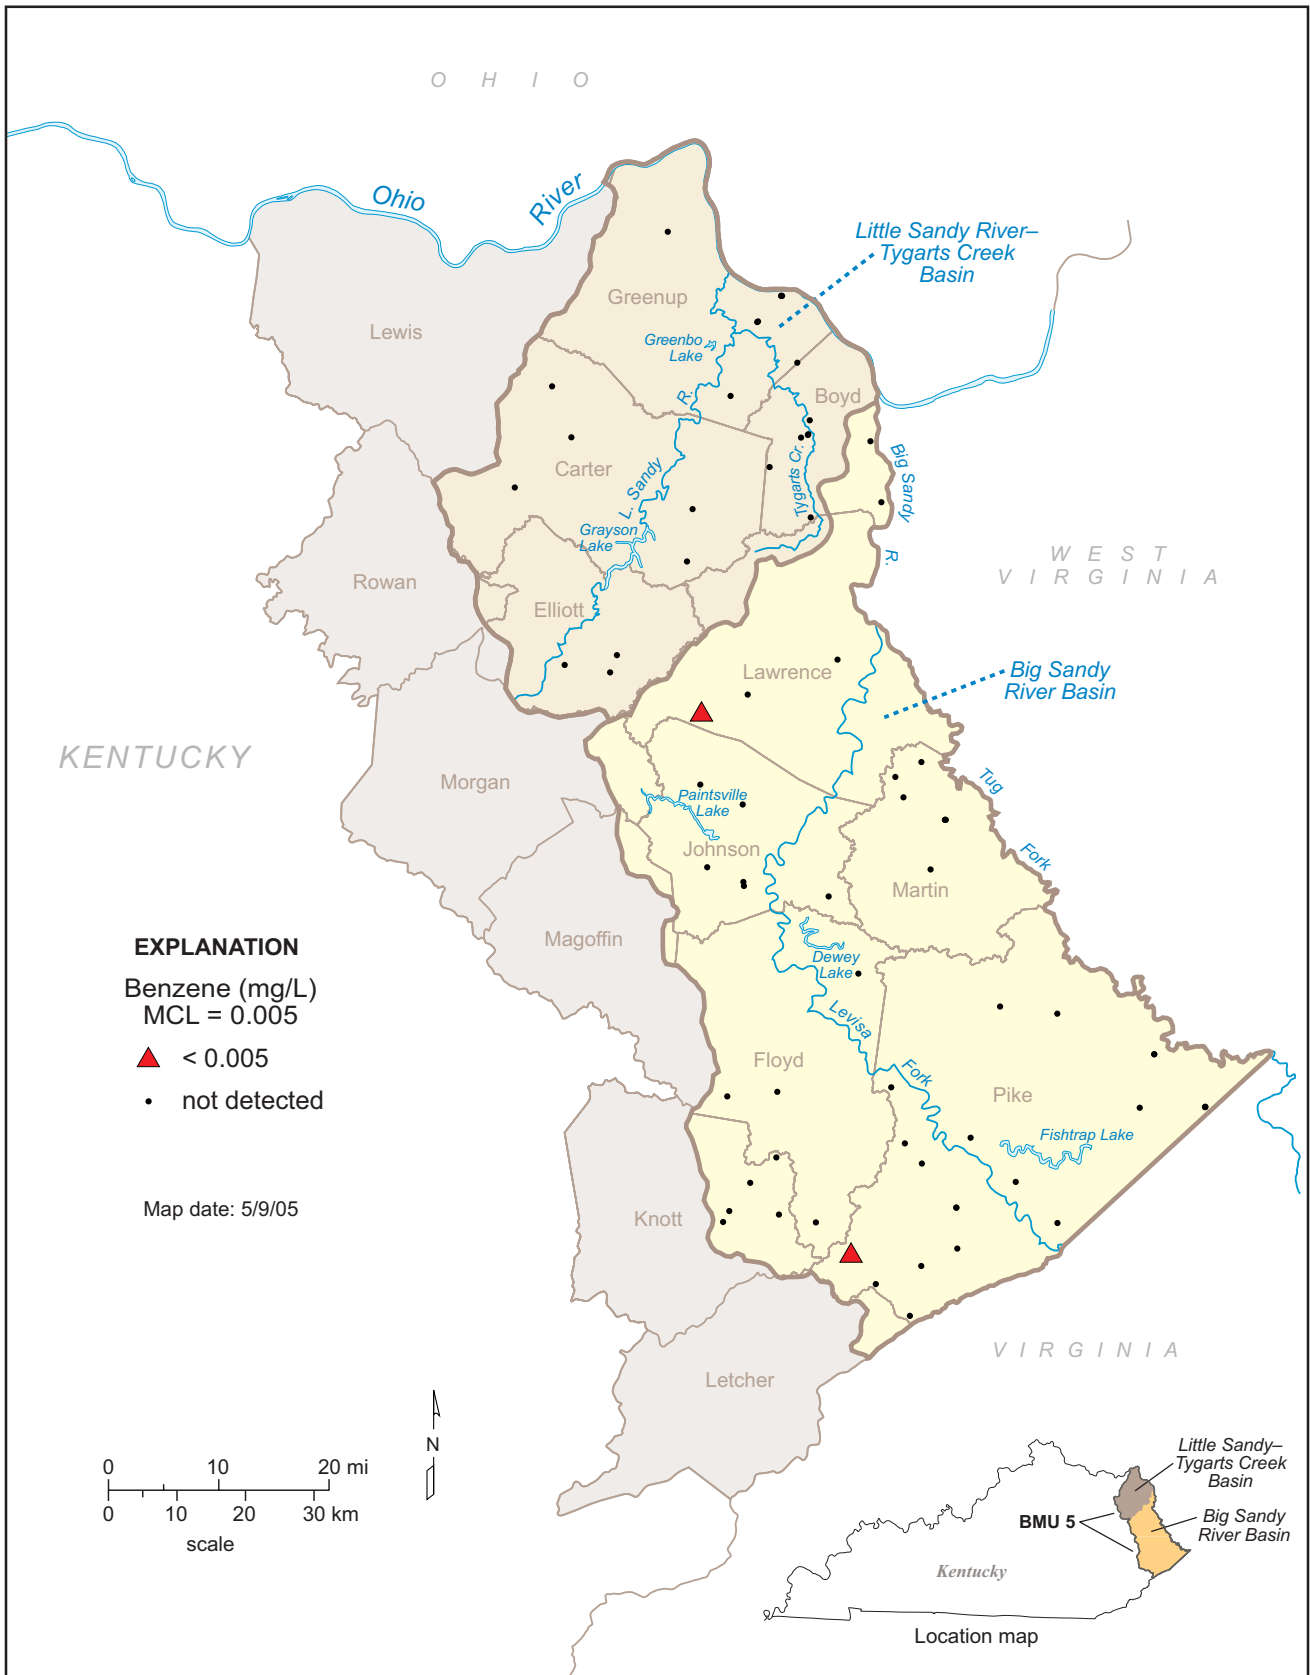 OHIO
Ohio
River
Little Sandy River–
Tygarts Creek
Basin
Greenup
Lewis
Greenbo
Lake
R.
Boyd
Big Sandy
R.
Carter
L. Sandy
Tygarts Cr.
Grayson
Lake
WEST
VIRGINIA
Rowan
Elliott
Lawrence
Big Sandy
River Basin
KENTUCKY
Morgan
Tug
Fork
Paintsville
Lake
Johnson
Martin
Magoffin
Dewey
Lake
Levisa
Fork
EXPLANATION
Benzene (mg/L)
MCL = 0.005
< 0.005
not detected
Floyd
Pike
Fishtrap Lake
Map date: 5/9/05
Knott
VIRGINIA
Letcher
N
0 10 20 mi
0 10 20 30 km
scale
Little Sandy–
Tygarts Creek
Basin
BMU 5
Big Sandy
River Basin
Kentucky
Location map